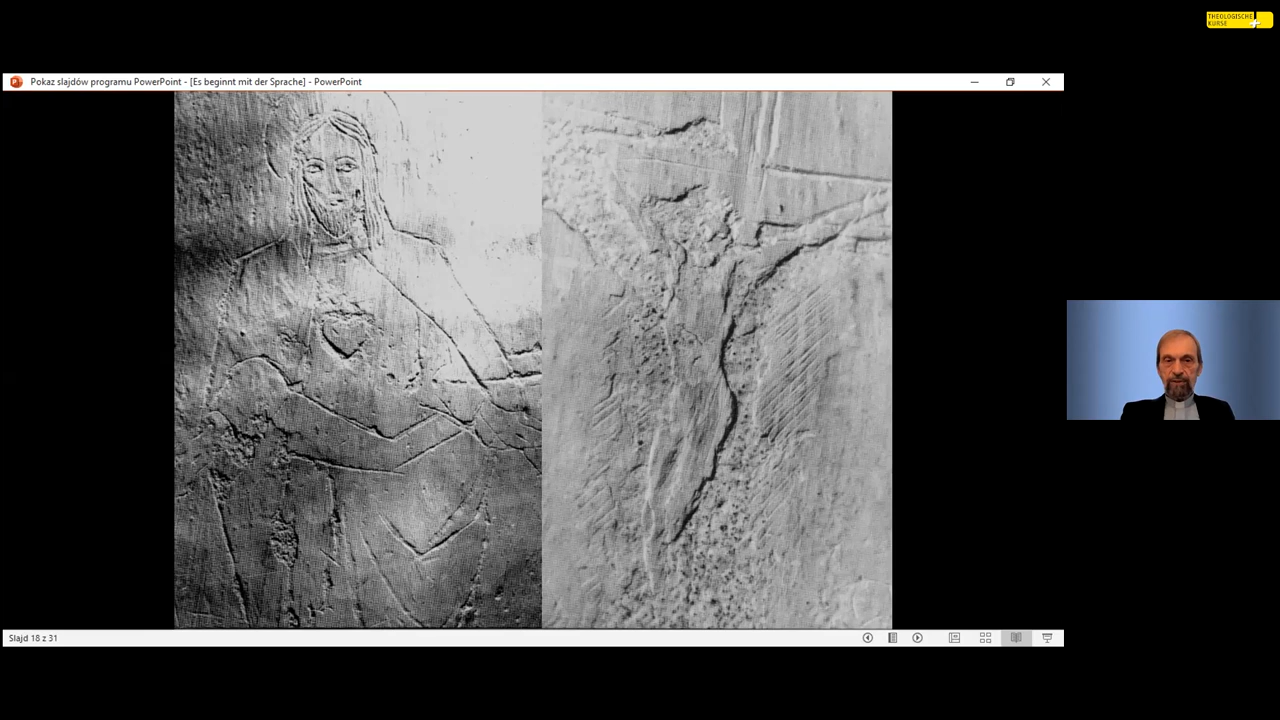 THEOLOGISCHE
KURSE
Pokaz slajdów programu PowerPoint - [Es beginnt mit der Sprache] - PowerPoint
Slajd 18 z 31